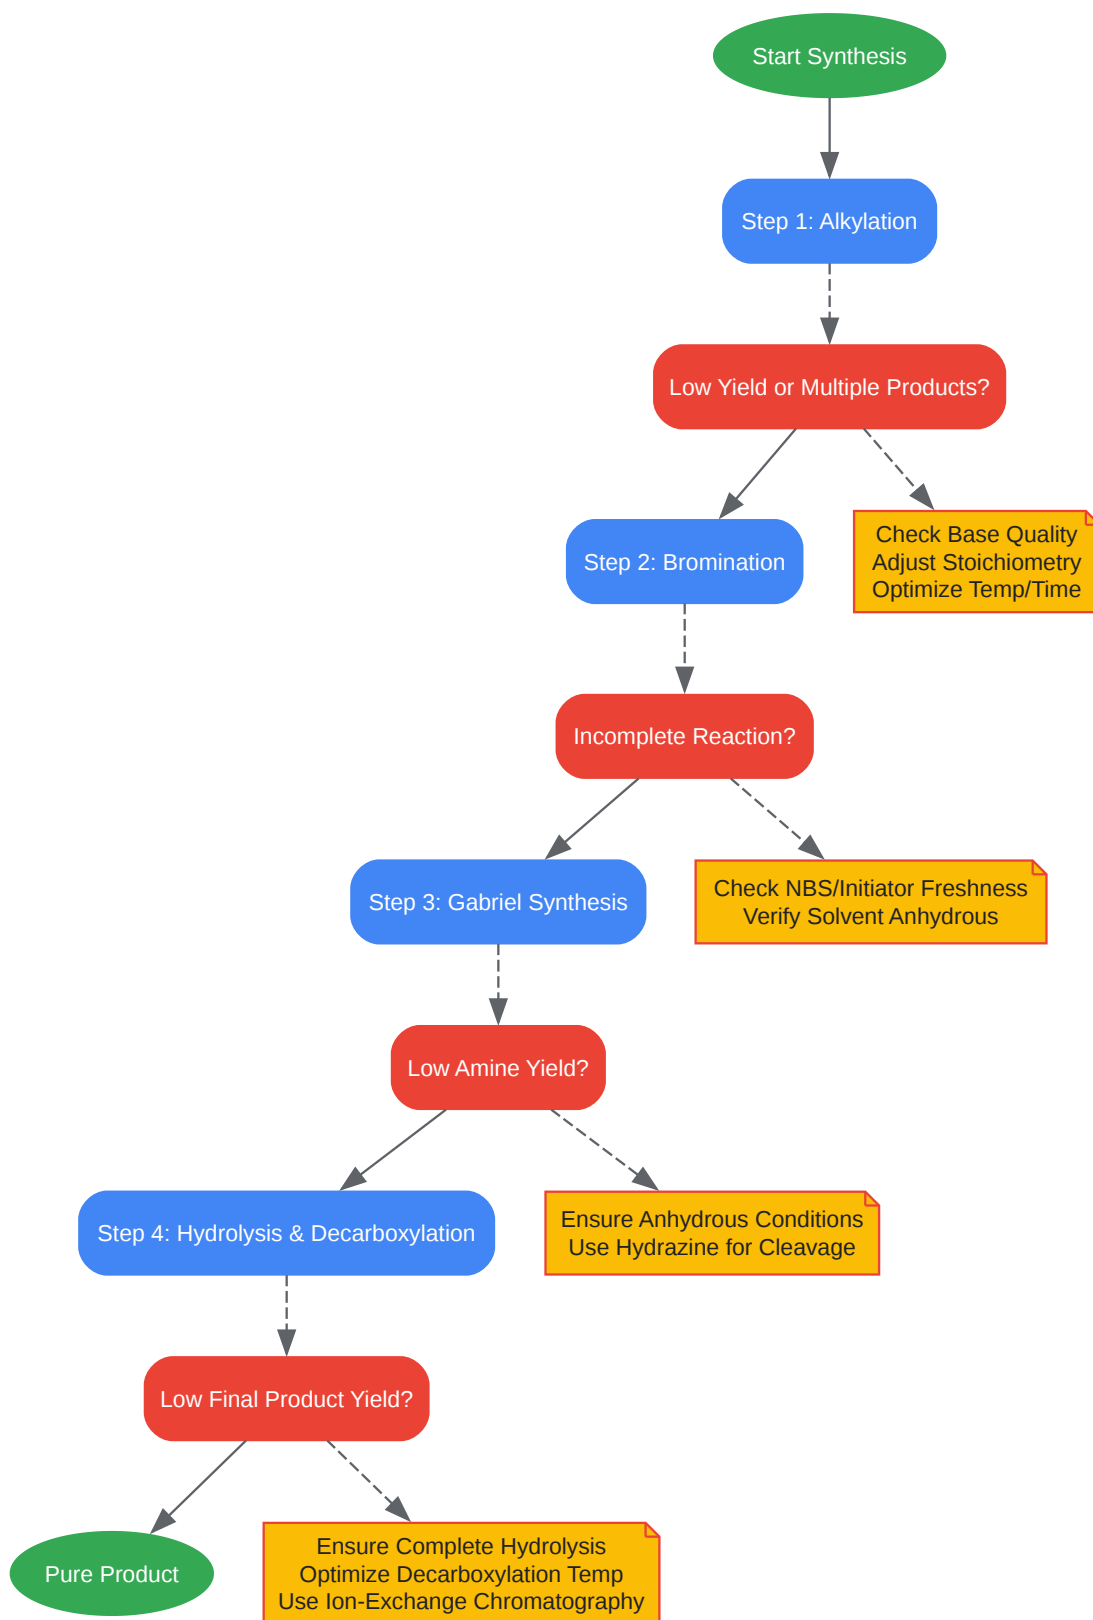 Start Synthesis
Step 1: Alkylation
Low Yield or Multiple Products?
Step 2: Bromination
Check Base Quality
Adjust Stoichiometry
Optimize Temp/Time
Incomplete Reaction?
Step 3: Gabriel Synthesis
Check NBS/Initiator Freshness
Verify Solvent Anhydrous
Low Amine Yield?
Step 4: Hydrolysis & Decarboxylation
Ensure Anhydrous Conditions
Use Hydrazine for Cleavage
Low Final Product Yield?
Pure Product
Ensure Complete Hydrolysis
Optimize Decarboxylation Temp
Use Ion-Exchange Chromatography